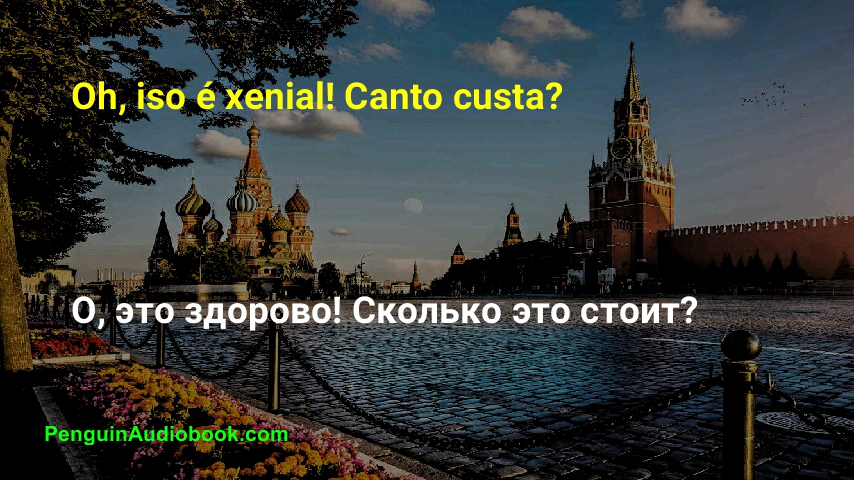 Oh, iso é xenial! Canto custa?
О, это здорово! Сколько это стоит?
PenguinAudiobook.com